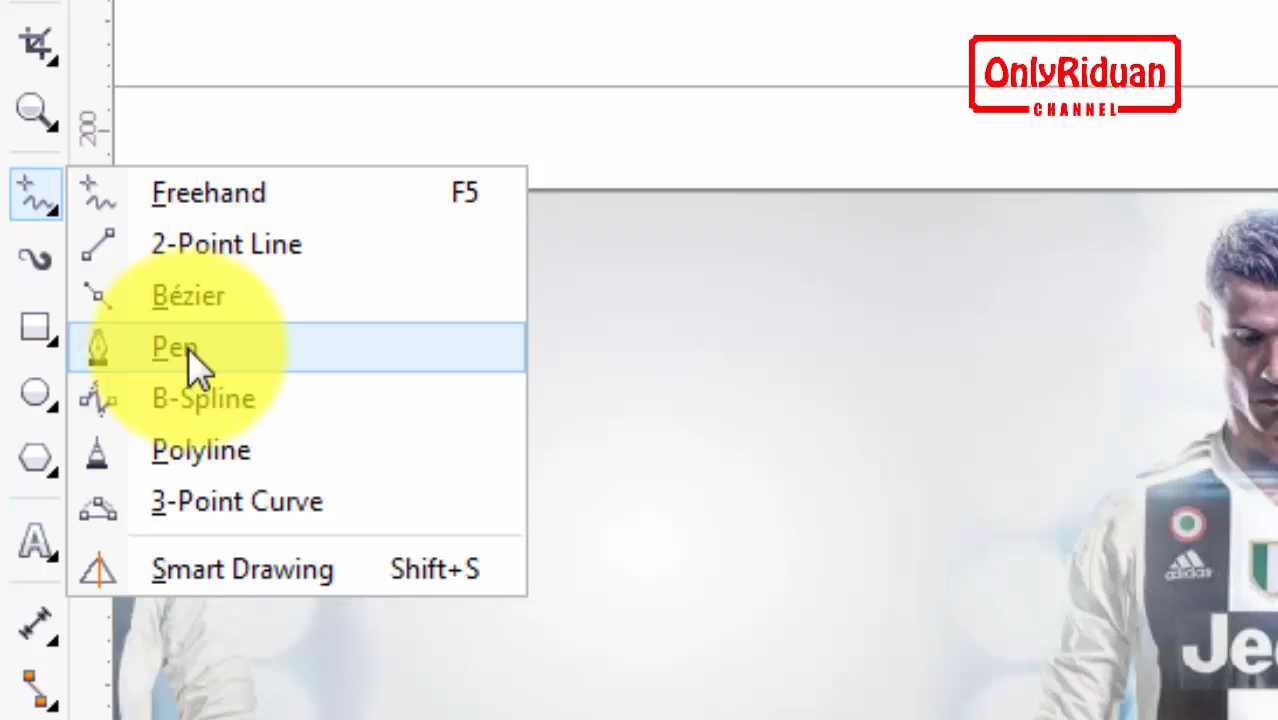 OnlyRiduan
CHANNEL
200
Freehand F5
2-Point Line
Bézier
Pen
B-Spline
Polyline
3-Point Curve
Smart Drawing Shift+S
adidas
Jee